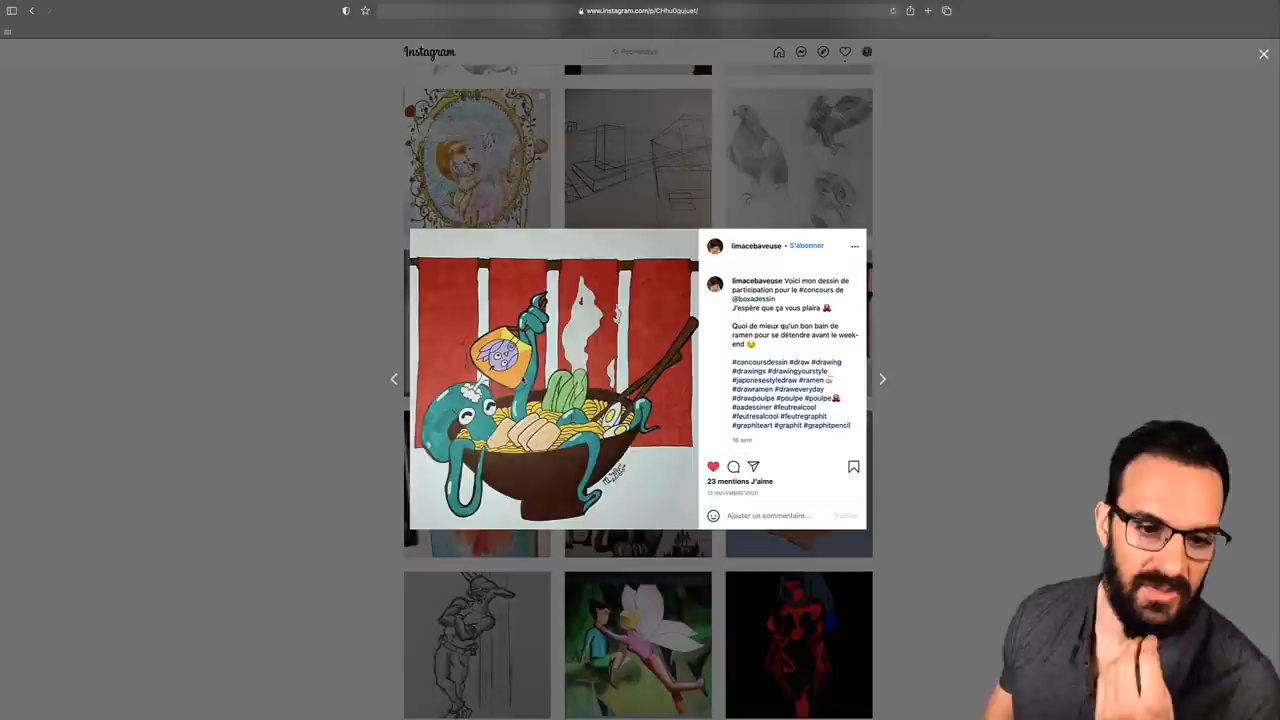 www.instagram.com/p/CHhu0qujuet/
Instagram
limacebaveuse • S'abonner
limacebaveuse Voici mon dessin de
participation pour le #concours de
@boxadessin
J'espère que ça vous plaira 🐙
Quoi de mieux qu'un bon bain de
ramen pour se détendre avant le week-
end 😌
#concoursdessin #draw #drawing
#drawings #drawingyourstyle
#japonesestyledraw #ramen🍜
#drawramen #draweveryday
#drawpoulpe #poulpe #poulpe🐙
#aadessiner #feutrealcool
#feutresalcool #feutregraphit
#graphiteart #graphit #graphitpencil
16 sem
23 mentions J'aime
13 NOVEMBRE 2020
Ajouter un commentaire... Publier